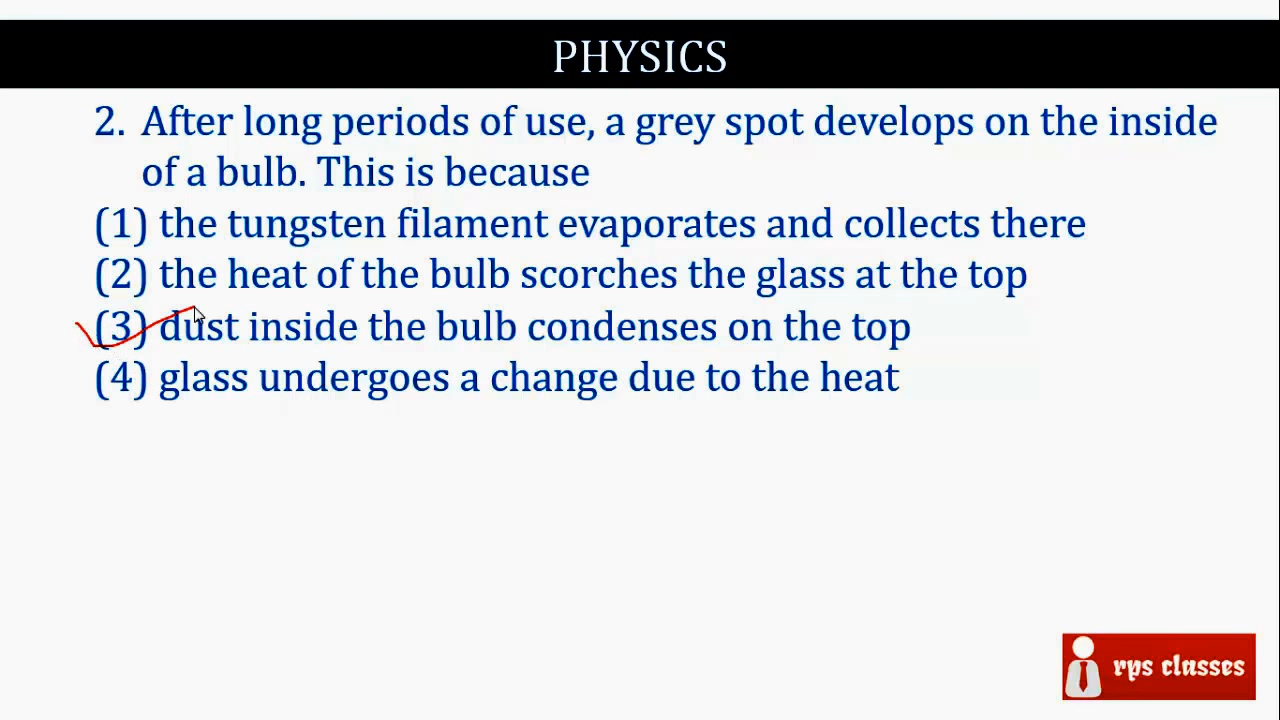 PHYSICS
2. After long periods of use, a grey spot develops on the inside
of a bulb. This is because
(1) the tungsten filament evaporates and collects there
(2) the heat of the bulb scorches the glass at the top
(3) dust inside the bulb condenses on the top
(4) glass undergoes a change due to the heat
rps classes